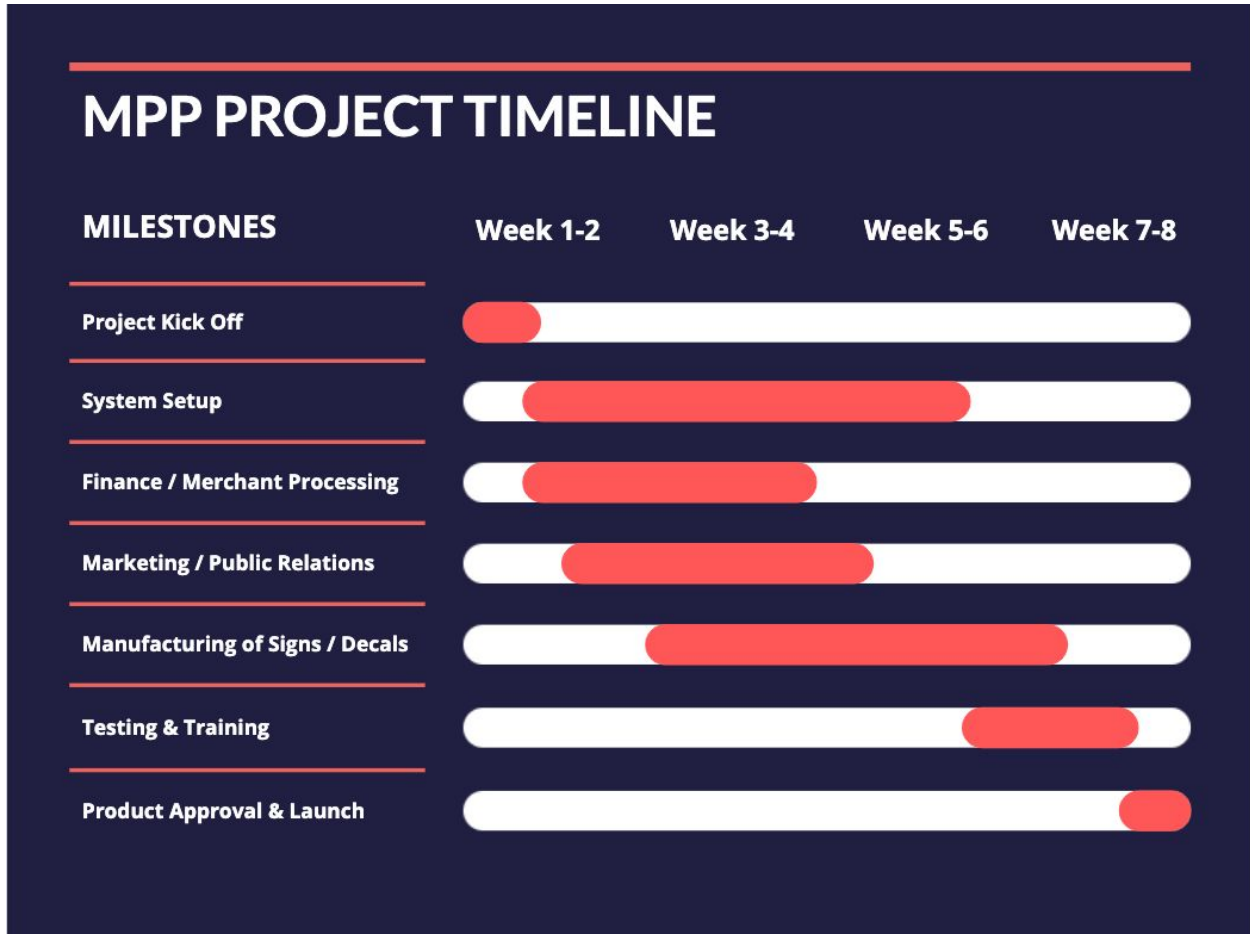 MPP PROJECT TIMELINE
MILESTONES Week 1-2 Week 3-4 Week 5-6 Week 7-8
Project Kick Off
System Setup
Finance / Merchant Processing
Marketing / Public Relations
Manufacturing of Signs / Decals
Testing & Training
Product Approval & Launch